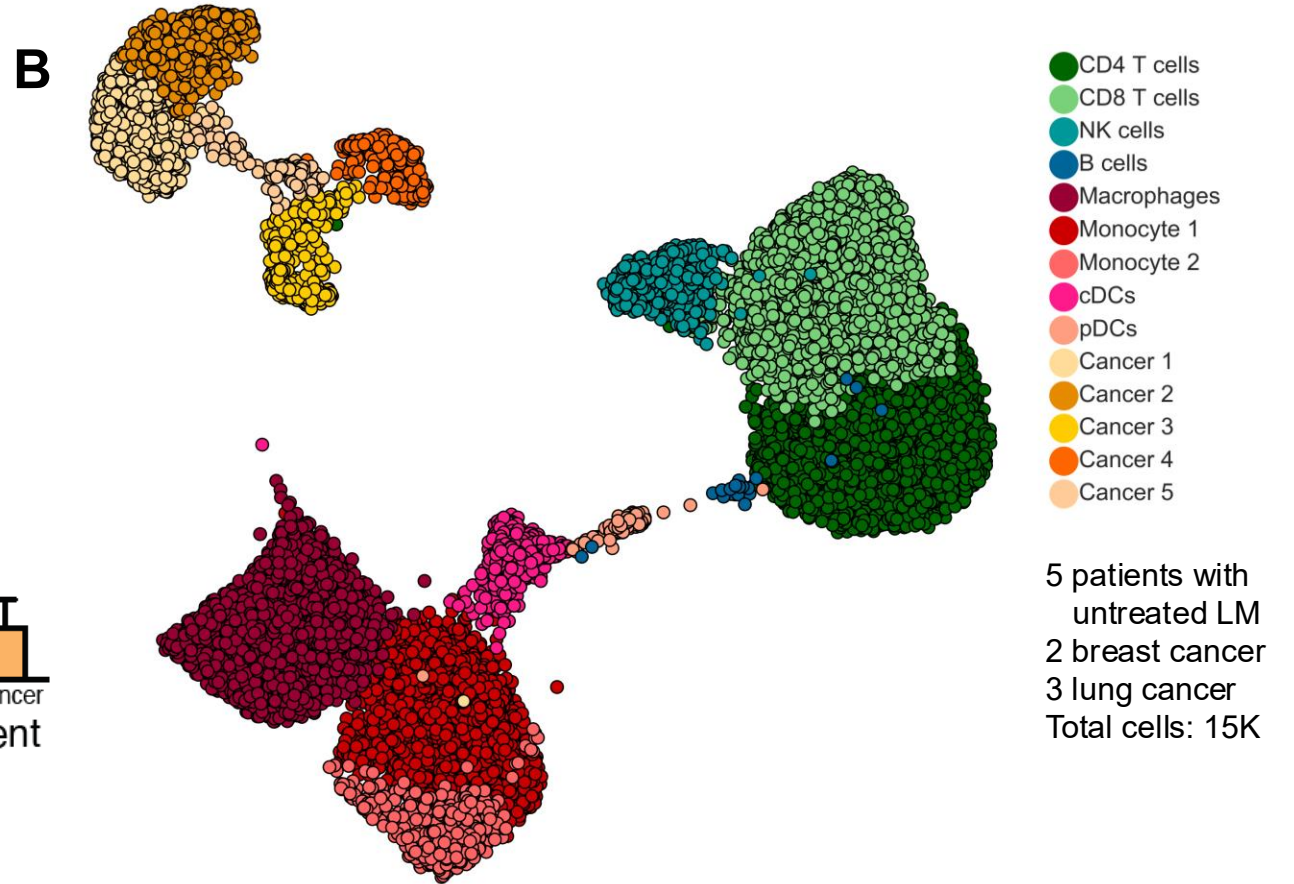 B
CD4 T cells
CD8 T cells
NK cells
B cells
Macrophages
Monocyte 1
Monocyte 2
cDCs
pDCs
Cancer 1
Cancer 2
Cancer 3
Cancer 4
Cancer 5
5 patients with
untreated LM
2 breast cancer
3 lung cancer
Total cells: 15K
ncer
ent